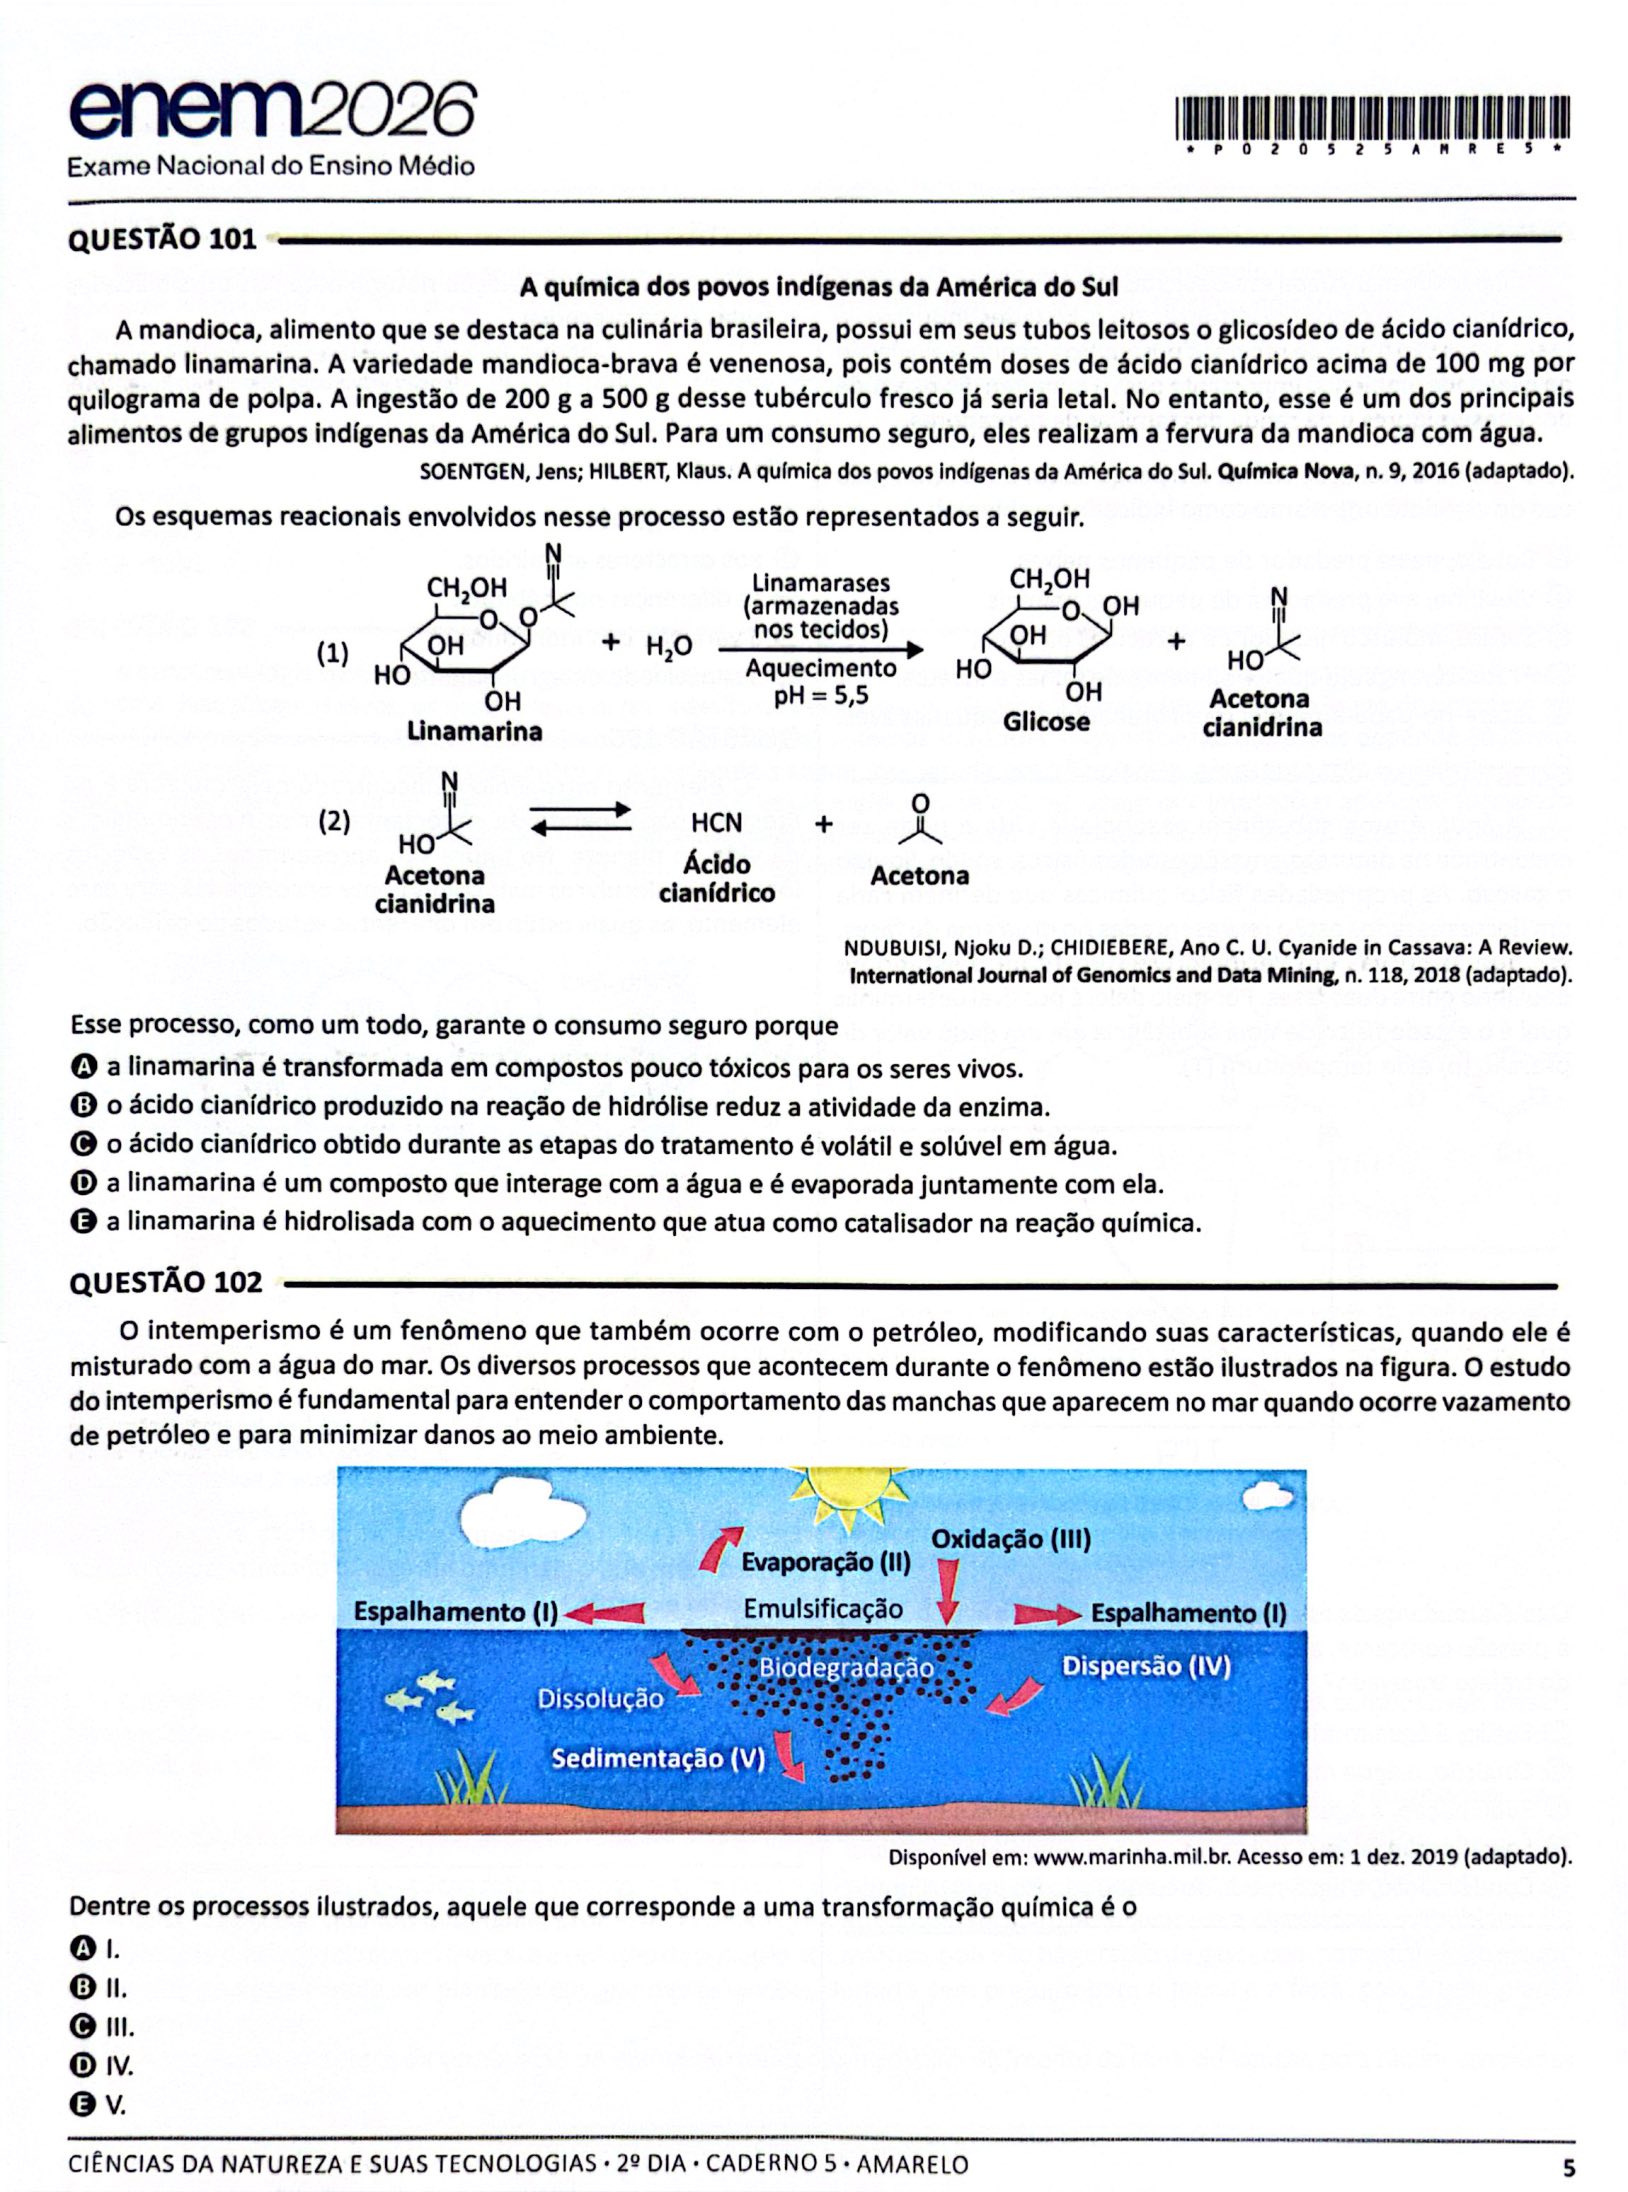 enem2026
Exame Nacional do Ensino Médio
*P020525AMRE5*
QUESTÃO 101
A química dos povos indígenas da América do Sul
A mandioca, alimento que se destaca na culinária brasileira, possui em seus tubos leitosos o glicosídeo de ácido cianídrico,
chamado linamarina. A variedade mandioca-brava é venenosa, pois contém doses de ácido cianídrico acima de 100 mg por
quilograma de polpa. A ingestão de 200 g a 500 g desse tubérculo fresco já seria letal. No entanto, esse é um dos principais
alimentos de grupos indígenas da América do Sul. Para um consumo seguro, eles realizam a fervura da mandioca com água.
SOENTGEN, Jens; HILBERT, Klaus. A química dos povos indígenas da América do Sul. Química Nova, n. 9, 2016 (adaptado).
Os esquemas reacionais envolvidos nesse processo estão representados a seguir.
(1)
N
CH₂OH
O
O
OH
HO
OH
Linamarina
+ H₂O
Linamarases
(armazenadas
nos tecidos)
Aquecimento
pH = 5,5
CH₂OH
O
OH
OH
HO
OH
Glicose
+
N
HO
Acetona
cianidrina
(2)
N
HO
Acetona
cianidrina
HCN
Ácido
cianídrico
+
O
Acetona
NDUBUISI, Njoku D.; CHIDIEBERE, Ano C. U. Cyanide in Cassava: A Review.
International Journal of Genomics and Data Mining, n. 118, 2018 (adaptado).
Esse processo, como um todo, garante o consumo seguro porque
A a linamarina é transformada em compostos pouco tóxicos para os seres vivos.
B o ácido cianídrico produzido na reação de hidrólise reduz a atividade da enzima.
C o ácido cianídrico obtido durante as etapas do tratamento é volátil e solúvel em água.
D a linamarina é um composto que interage com a água e é evaporada juntamente com ela.
E a linamarina é hidrolisada com o aquecimento que atua como catalisador na reação química.
QUESTÃO 102
O intemperismo é um fenômeno que também ocorre com o petróleo, modificando suas características, quando ele é
misturado com a água do mar. Os diversos processos que acontecem durante o fenômeno estão ilustrados na figura. O estudo
do intemperismo é fundamental para entender o comportamento das manchas que aparecem no mar quando ocorre vazamento
de petróleo e para minimizar danos ao meio ambiente.
Oxidação (III)
Evaporação (II)
Espalhamento (I)
Emulsificação
Espalhamento (I)
Biodegradação
Dispersão (IV)
Dissolução
Sedimentação (V)
Disponível em: www.marinha.mil.br. Acesso em: 1 dez. 2019 (adaptado).
Dentre os processos ilustrados, aquele que corresponde a uma transformação química é o
A I.
B II.
C III.
D IV.
E V.
CIÊNCIAS DA NATUREZA E SUAS TECNOLOGIAS • 2º DIA • CADERNO 5 • AMARELO
5